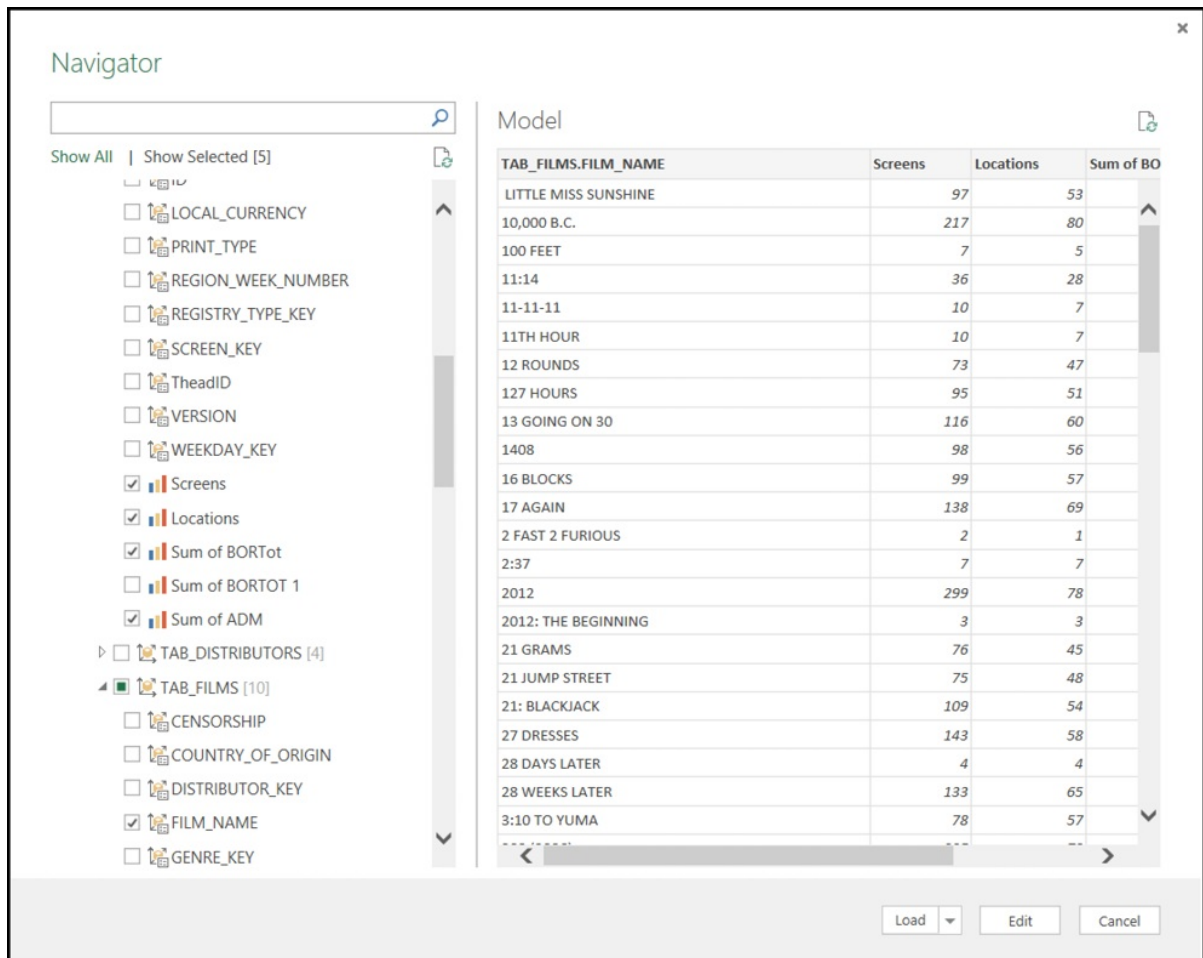 Navigator
Show All | Show Selected [5]
ID
LOCAL_CURRENCY
PRINT_TYPE
REGION_WEEK_NUMBER
REGISTRY_TYPE_KEY
SCREEN_KEY
TheadID
VERSION
WEEKDAY_KEY
Screens
Locations
Sum of BORTot
Sum of BORTOT 1
Sum of ADM
TAB_DISTRIBUTORS [4]
TAB_FILMS [10]
CENSORSHIP
COUNTRY_OF_ORIGIN
DISTRIBUTOR_KEY
FILM_NAME
GENRE_KEY
Model
TAB_FILMS.FILM_NAME Screens Locations Sum of BO
LITTLE MISS SUNSHINE 97 53
10,000 B.C. 217 80
100 FEET 7 5
11:14 36 28
11-11-11 10 7
11TH HOUR 10 7
12 ROUNDS 73 47
127 HOURS 95 51
13 GOING ON 30 116 60
1408 98 56
16 BLOCKS 99 57
17 AGAIN 138 69
2 FAST 2 FURIOUS 2 1
2:37 7 7
2012 299 78
2012: THE BEGINNING 3 3
21 GRAMS 76 45
21 JUMP STREET 75 48
21: BLACKJACK 109 54
27 DRESSES 143 58
28 DAYS LATER 4 4
28 WEEKS LATER 133 65
3:10 TO YUMA 78 57
Load Edit Cancel